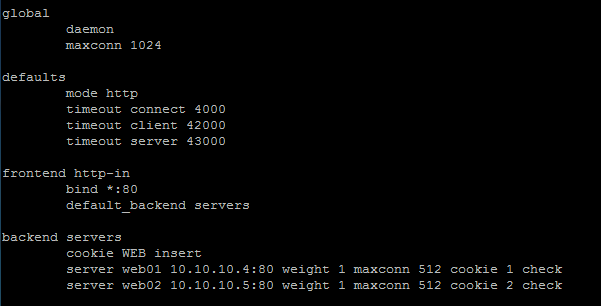 global
daemon
maxconn 1024
defaults
mode http
timeout connect 4000
timeout client 42000
timeout server 43000
frontend http-in
bind *:80
default_backend servers
backend servers
cookie WEB insert
server web01 10.10.10.4:80 weight 1 maxconn 512 cookie 1 check
server web02 10.10.10.5:80 weight 1 maxconn 512 cookie 2 check